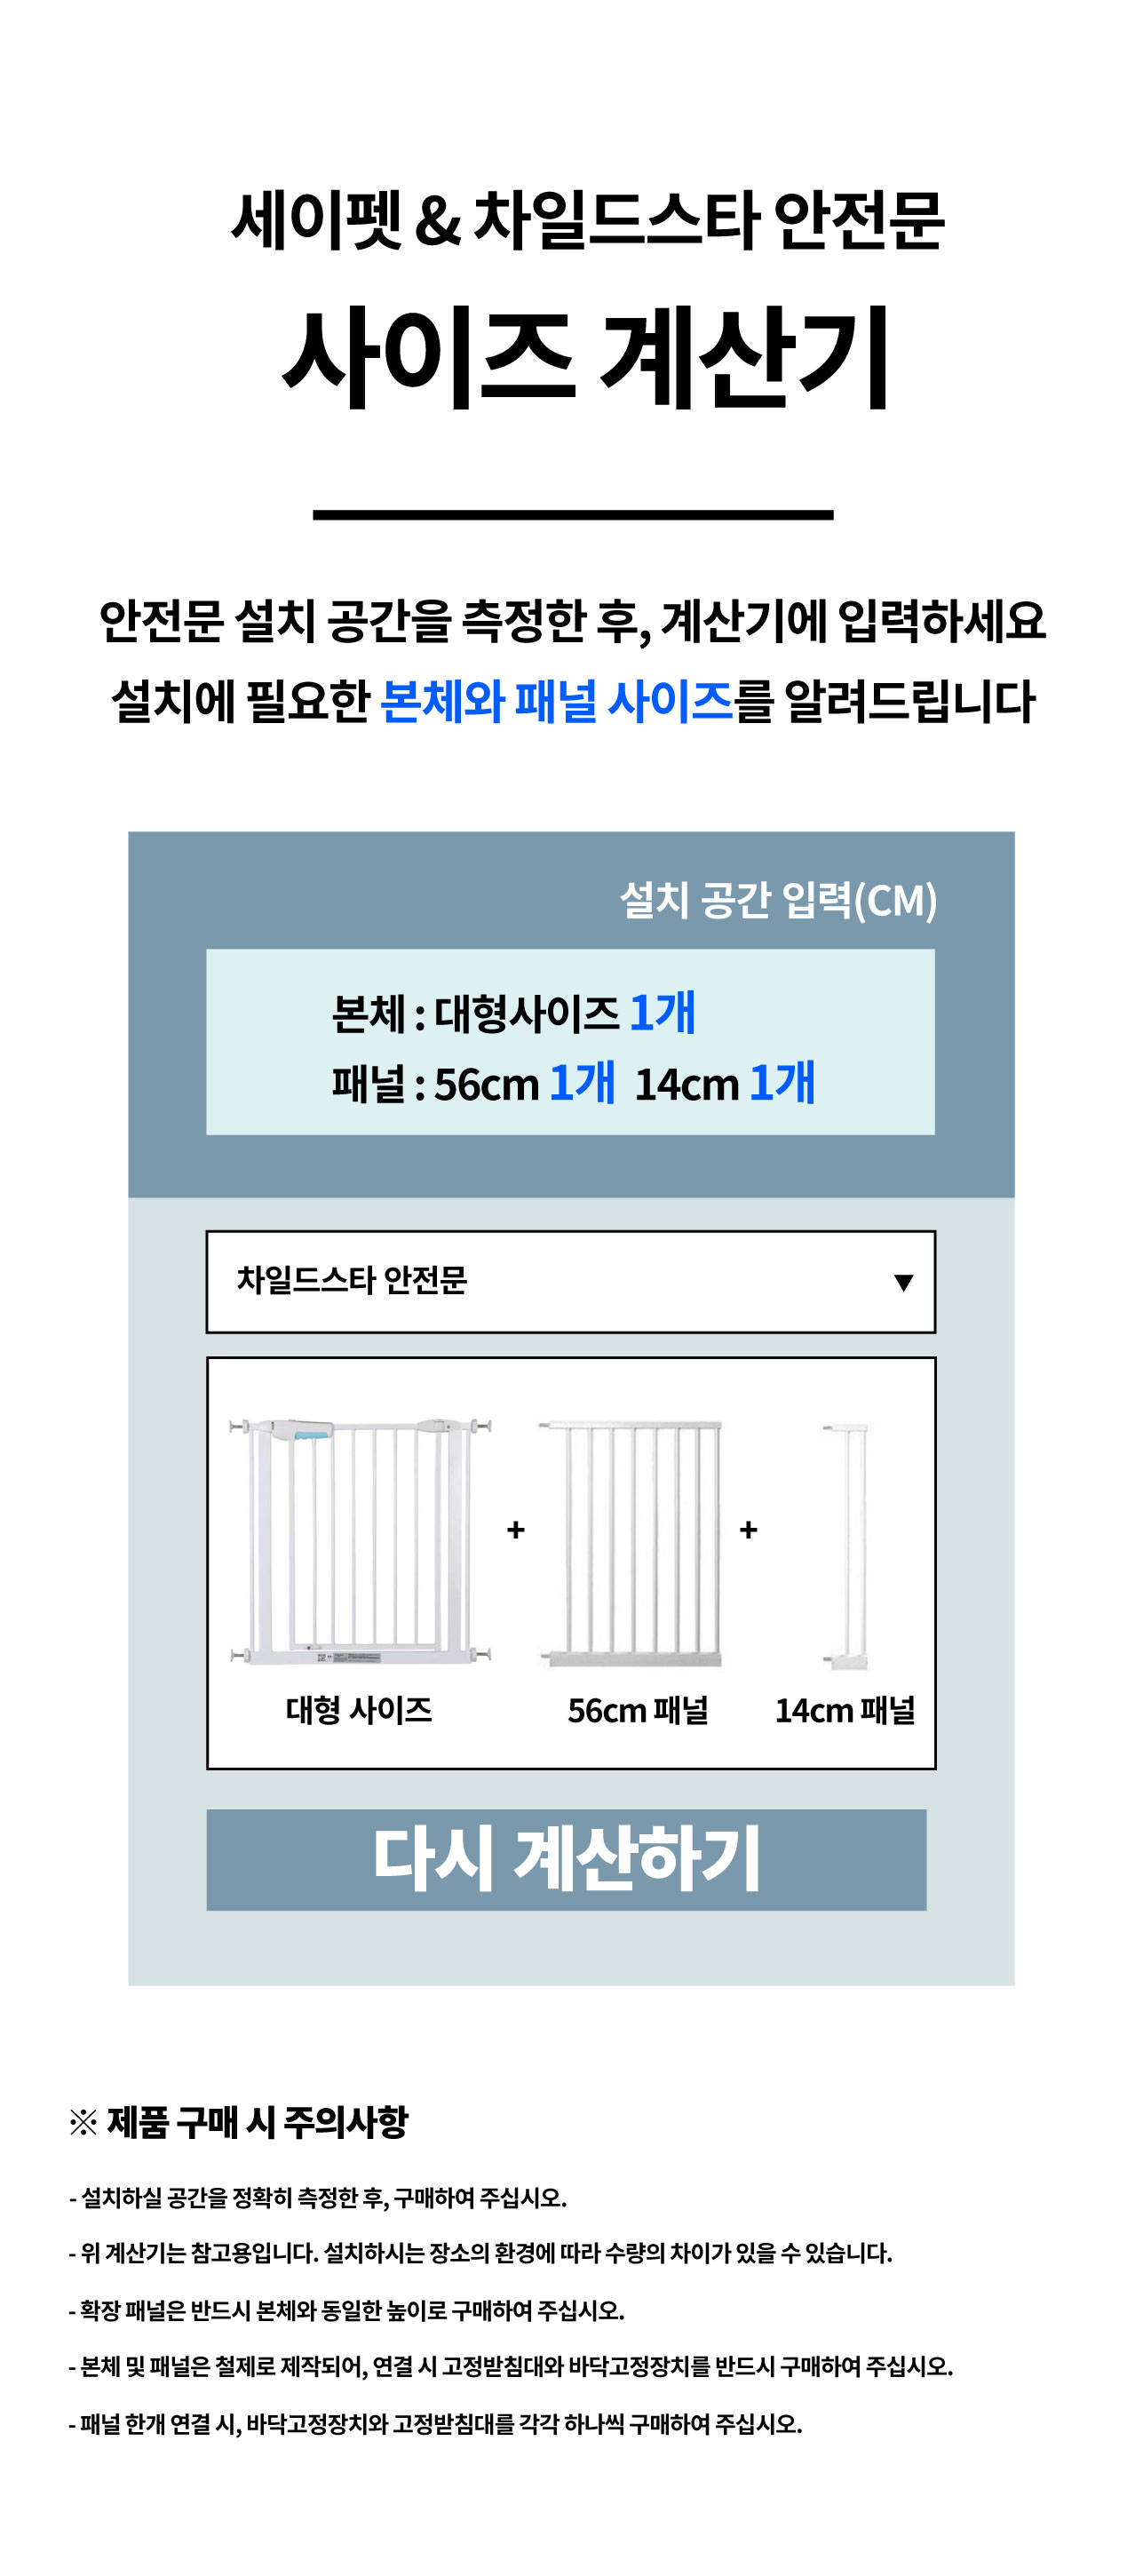 세이펫 & 차일드스타 안전문
사이즈 계산기
안전문 설치 공간을 측정한 후, 계산기에 입력하세요
설치에 필요한 본체와 패널 사이즈를 알려드립니다
설치 공간 입력(CM)
본체 : 대형사이즈 1개
패널 : 56cm 1개 14cm 1개
차일드스타 안전문 ▼
+ +
대형 사이즈 56cm 패널 14cm 패널
다시 계산하기
※ 제품 구매 시 주의사항
- 설치하실 공간을 정확히 측정한 후, 구매하여 주십시오.
- 위 계산기는 참고용입니다. 설치하시는 장소의 환경에 따라 수량의 차이가 있을 수 있습니다.
- 확장 패널은 반드시 본체와 동일한 높이로 구매하여 주십시오.
- 본체 및 패널은 철제로 제작되어, 연결 시 고정받침대와 바닥고정장치를 반드시 구매하여 주십시오.
- 패널 한개 연결 시, 바닥고정장치와 고정받침대를 각각 하나씩 구매하여 주십시오.